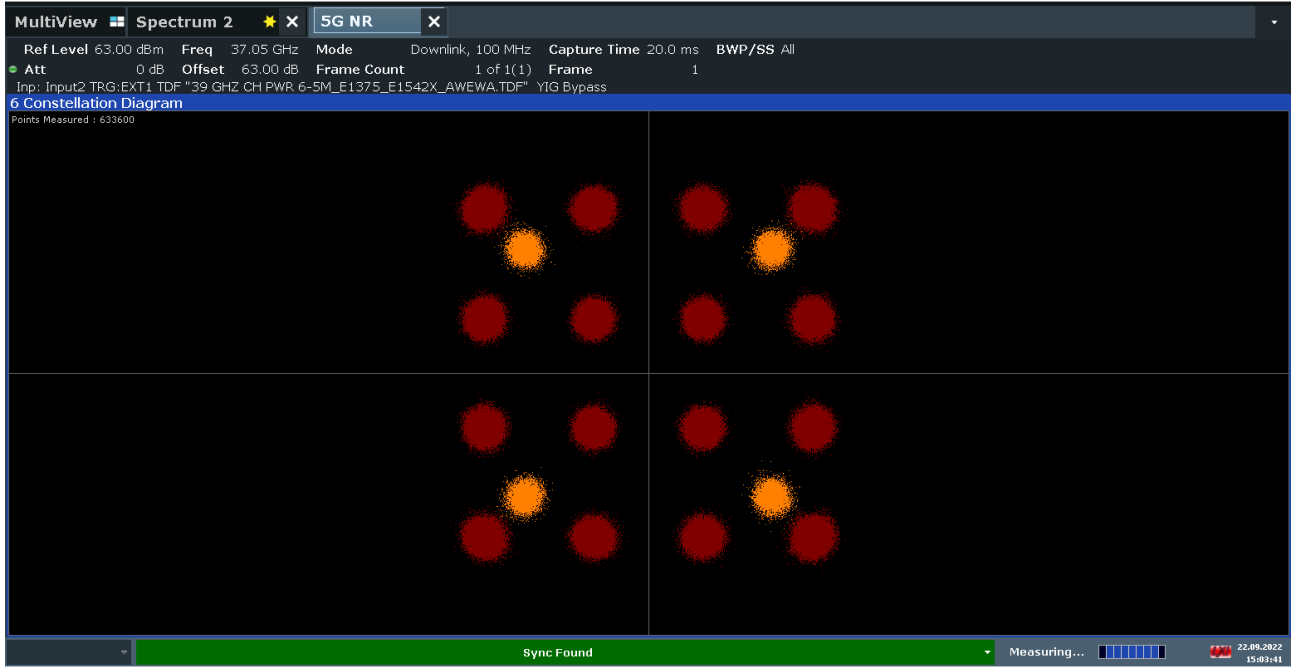 MultiView Spectrum 2 X 5G NR X
Ref Level 63.00 dBm Freq 37.05 GHz Mode Downlink, 100 MHz Capture Time 20.0 ms BWP/SS All
Att 0 dB Offset 63.00 dB Frame Count 1 of 1(1) Frame 1
Inp: Input2 TRG:EXT1 TDF "39 GHZ CH PWR 6-5M_E1375_E1542X_AWEWA.TDF" YIG Bypass
6 Constellation Diagram
Points Measured : 633600
Sync Found Measuring... 22.09.2022
15:03:41